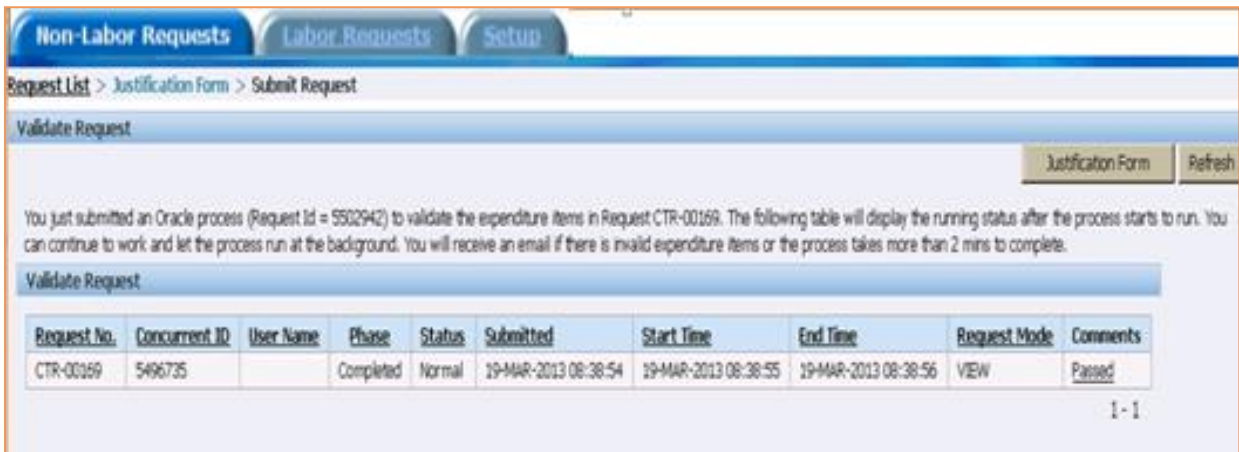 Non-Labor Requests Labor Requests Setup
Request List > Justification Form > Submit Request
Validate Request
Justification Form Refresh
You just submitted an Oracle process (Request Id = 5502942) to validate the expenditure items in Request CTR-00169. The following table will display the running status after the process starts to run. You
can continue to work and let the process run at the background. You will receive an email if there is invalid expenditure items or the process takes more than 2 mins to complete.
Validate Request
Request No. Concurrent ID User Name Phase Status Submitted Start Time End Time Request Mode Comments
CTR-00169 5496735 Completed Normal 19-MAR-2013 08:38:54 19-MAR-2013 08:38:55 19-MAR-2013 08:38:56 VIEW Passed
1 - 1